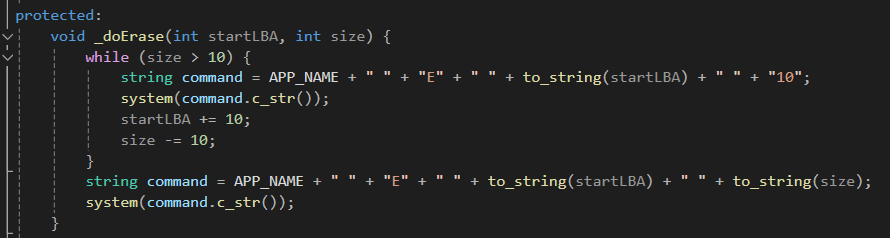 protected:
    void _doErase(int startLBA, int size) {
        while (size > 10) {
            string command = APP_NAME + " " + "E" + " " + to_string(startLBA) + " " + "10";
            system(command.c_str());
            startLBA += 10;
            size -= 10;
        }
        string command = APP_NAME + " " + "E" + " " + to_string(startLBA) + " " + to_string(size);
        system(command.c_str());
    }